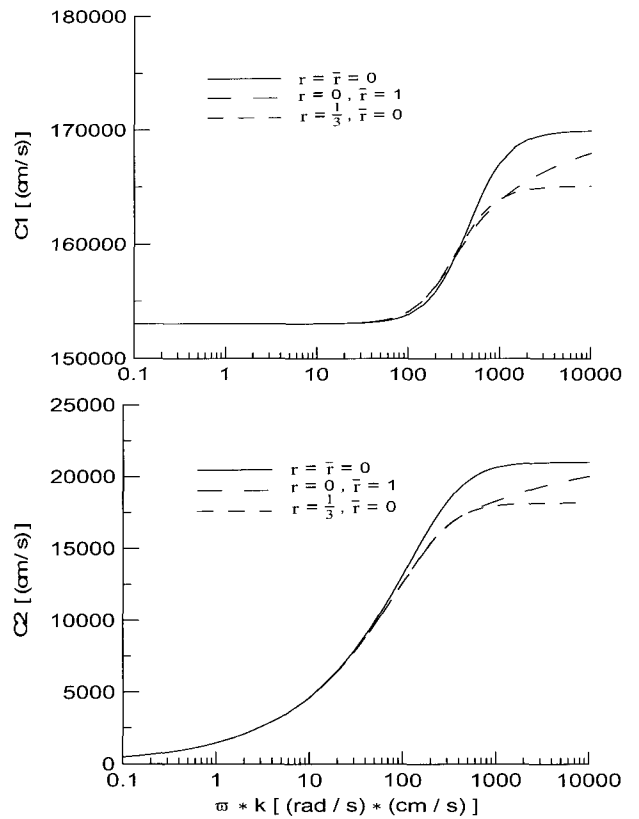 180000
170000
160000
150000
C1 [ (cm/ s)]
r = r̅ = 0
r = 0 , r̅ = 1
r = 1/3 , r̅ = 0
0.1 1 10 100 1000 10000
25000
20000
15000
10000
5000
0
C2 [ (cm/ s)]
r = r̅ = 0
r = 0 , r̅ = 1
r = 1/3 , r̅ = 0
0.1 1 10 100 1000 10000
ϖ * k [ (rad / s) * (cm/ s) ]